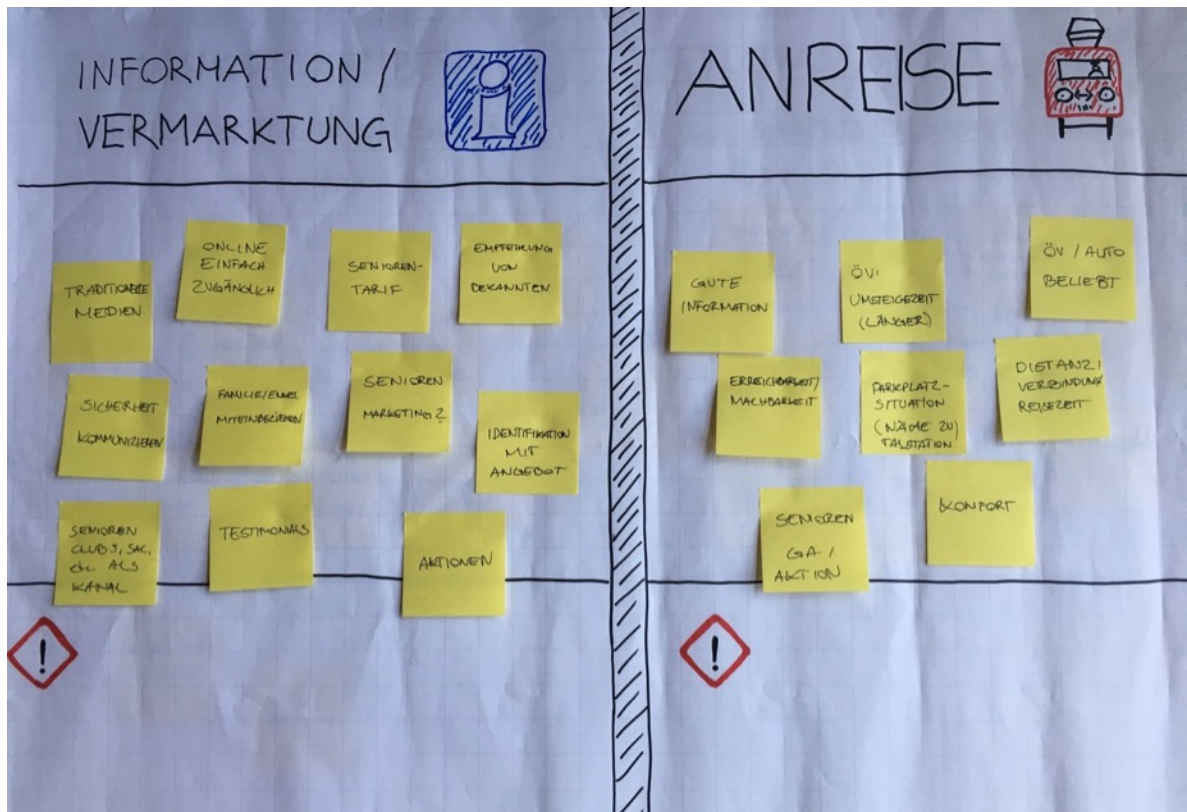 INFORMATION /
VERMARKTUNG
TRADITIONELLE
MEDIEN
ONLINE
EINFACH
ZUGÄNGLICH
SENIOREN-
TARIF
EMPFEHLUNG
VON
BEKANNTEN
SICHERHEIT
KOMMUNIZIEREN
FAMILIE/ENKEL
MITEINBEZIEHEN
SENIOREN
MARKETING?
IDENTIFIKATION
MIT
ANGEBOT
SENIOREN
CLUBS, SAC,
etc. ALS
KANAL
TESTIMONIALS
AKTIONEN
!
ANREISE
GUTE
INFORMATION
ÖV:
UMSTEIGEZEIT
(LÄNGER)
ÖV / AUTO
BELIEBT
ERREICHBARKEIT/
MACHBARKEIT
PARKPLATZ-
SITUATION
(NÄHE ZU)
TALSTATION
DISTANZ/
VERBINDUNG
REISEZEIT
SENIOREN
GA /
AKTION
KOMFORT
!